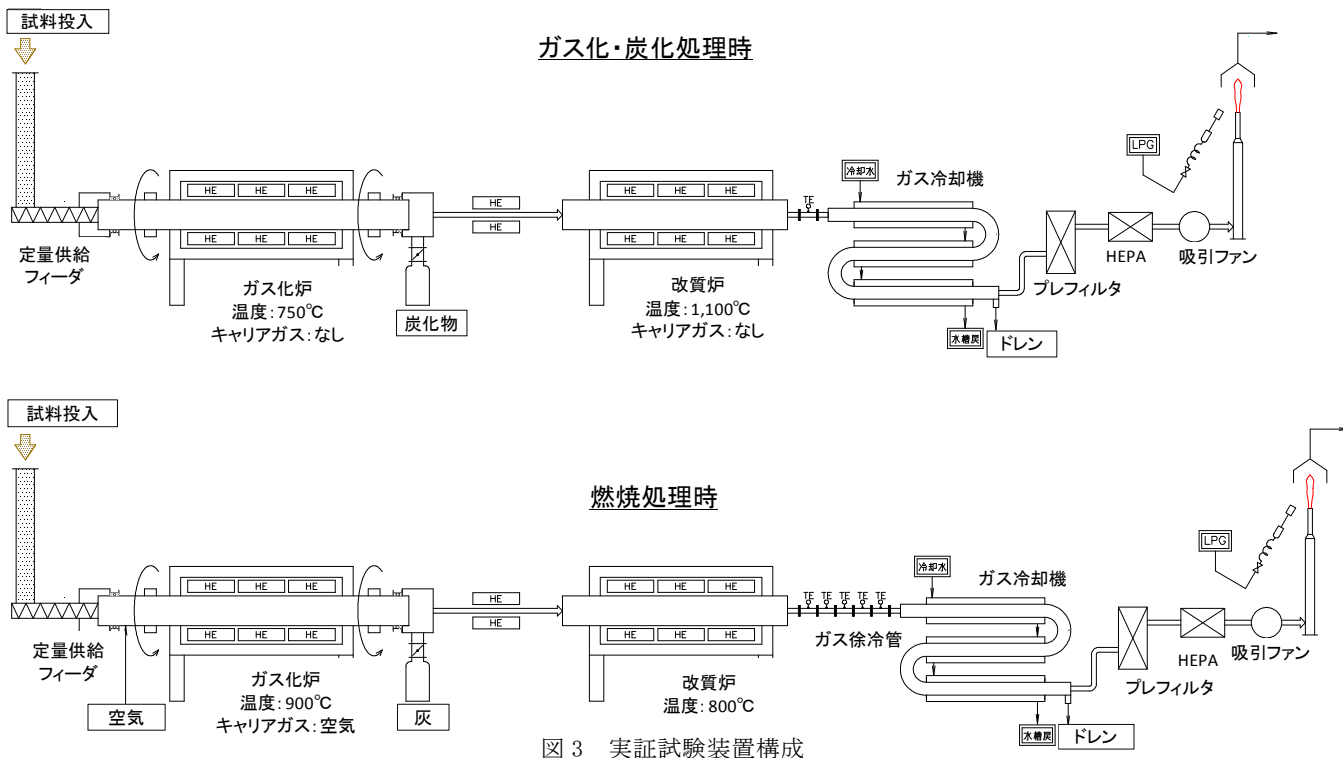 試料投入
ガス化・炭化処理時
HE HE HE
HE HE HE
定量供給
フィーダ
ガス化炉
温度:750℃
キャリアガス:なし
炭化物
HE
HE
HE HE HE
HE HE HE
改質炉
温度:1,100℃
キャリアガス:なし
TE
冷却水
ガス冷却機
水槽戻
ドレン
プレフィルタ
HEPA
吸引ファン
LPG
試料投入
燃焼処理時
HE HE HE
HE HE HE
定量供給
フィーダ
空気
ガス化炉
温度:900℃
キャリアガス:空気
灰
HE
HE
HE HE HE
HE HE HE
改質炉
温度:800℃
TE TE TE TE TE
ガス徐冷管
冷却水
ガス冷却機
水槽戻
ドレン
プレフィルタ
HEPA
吸引ファン
LPG
図 3 実証試験装置構成